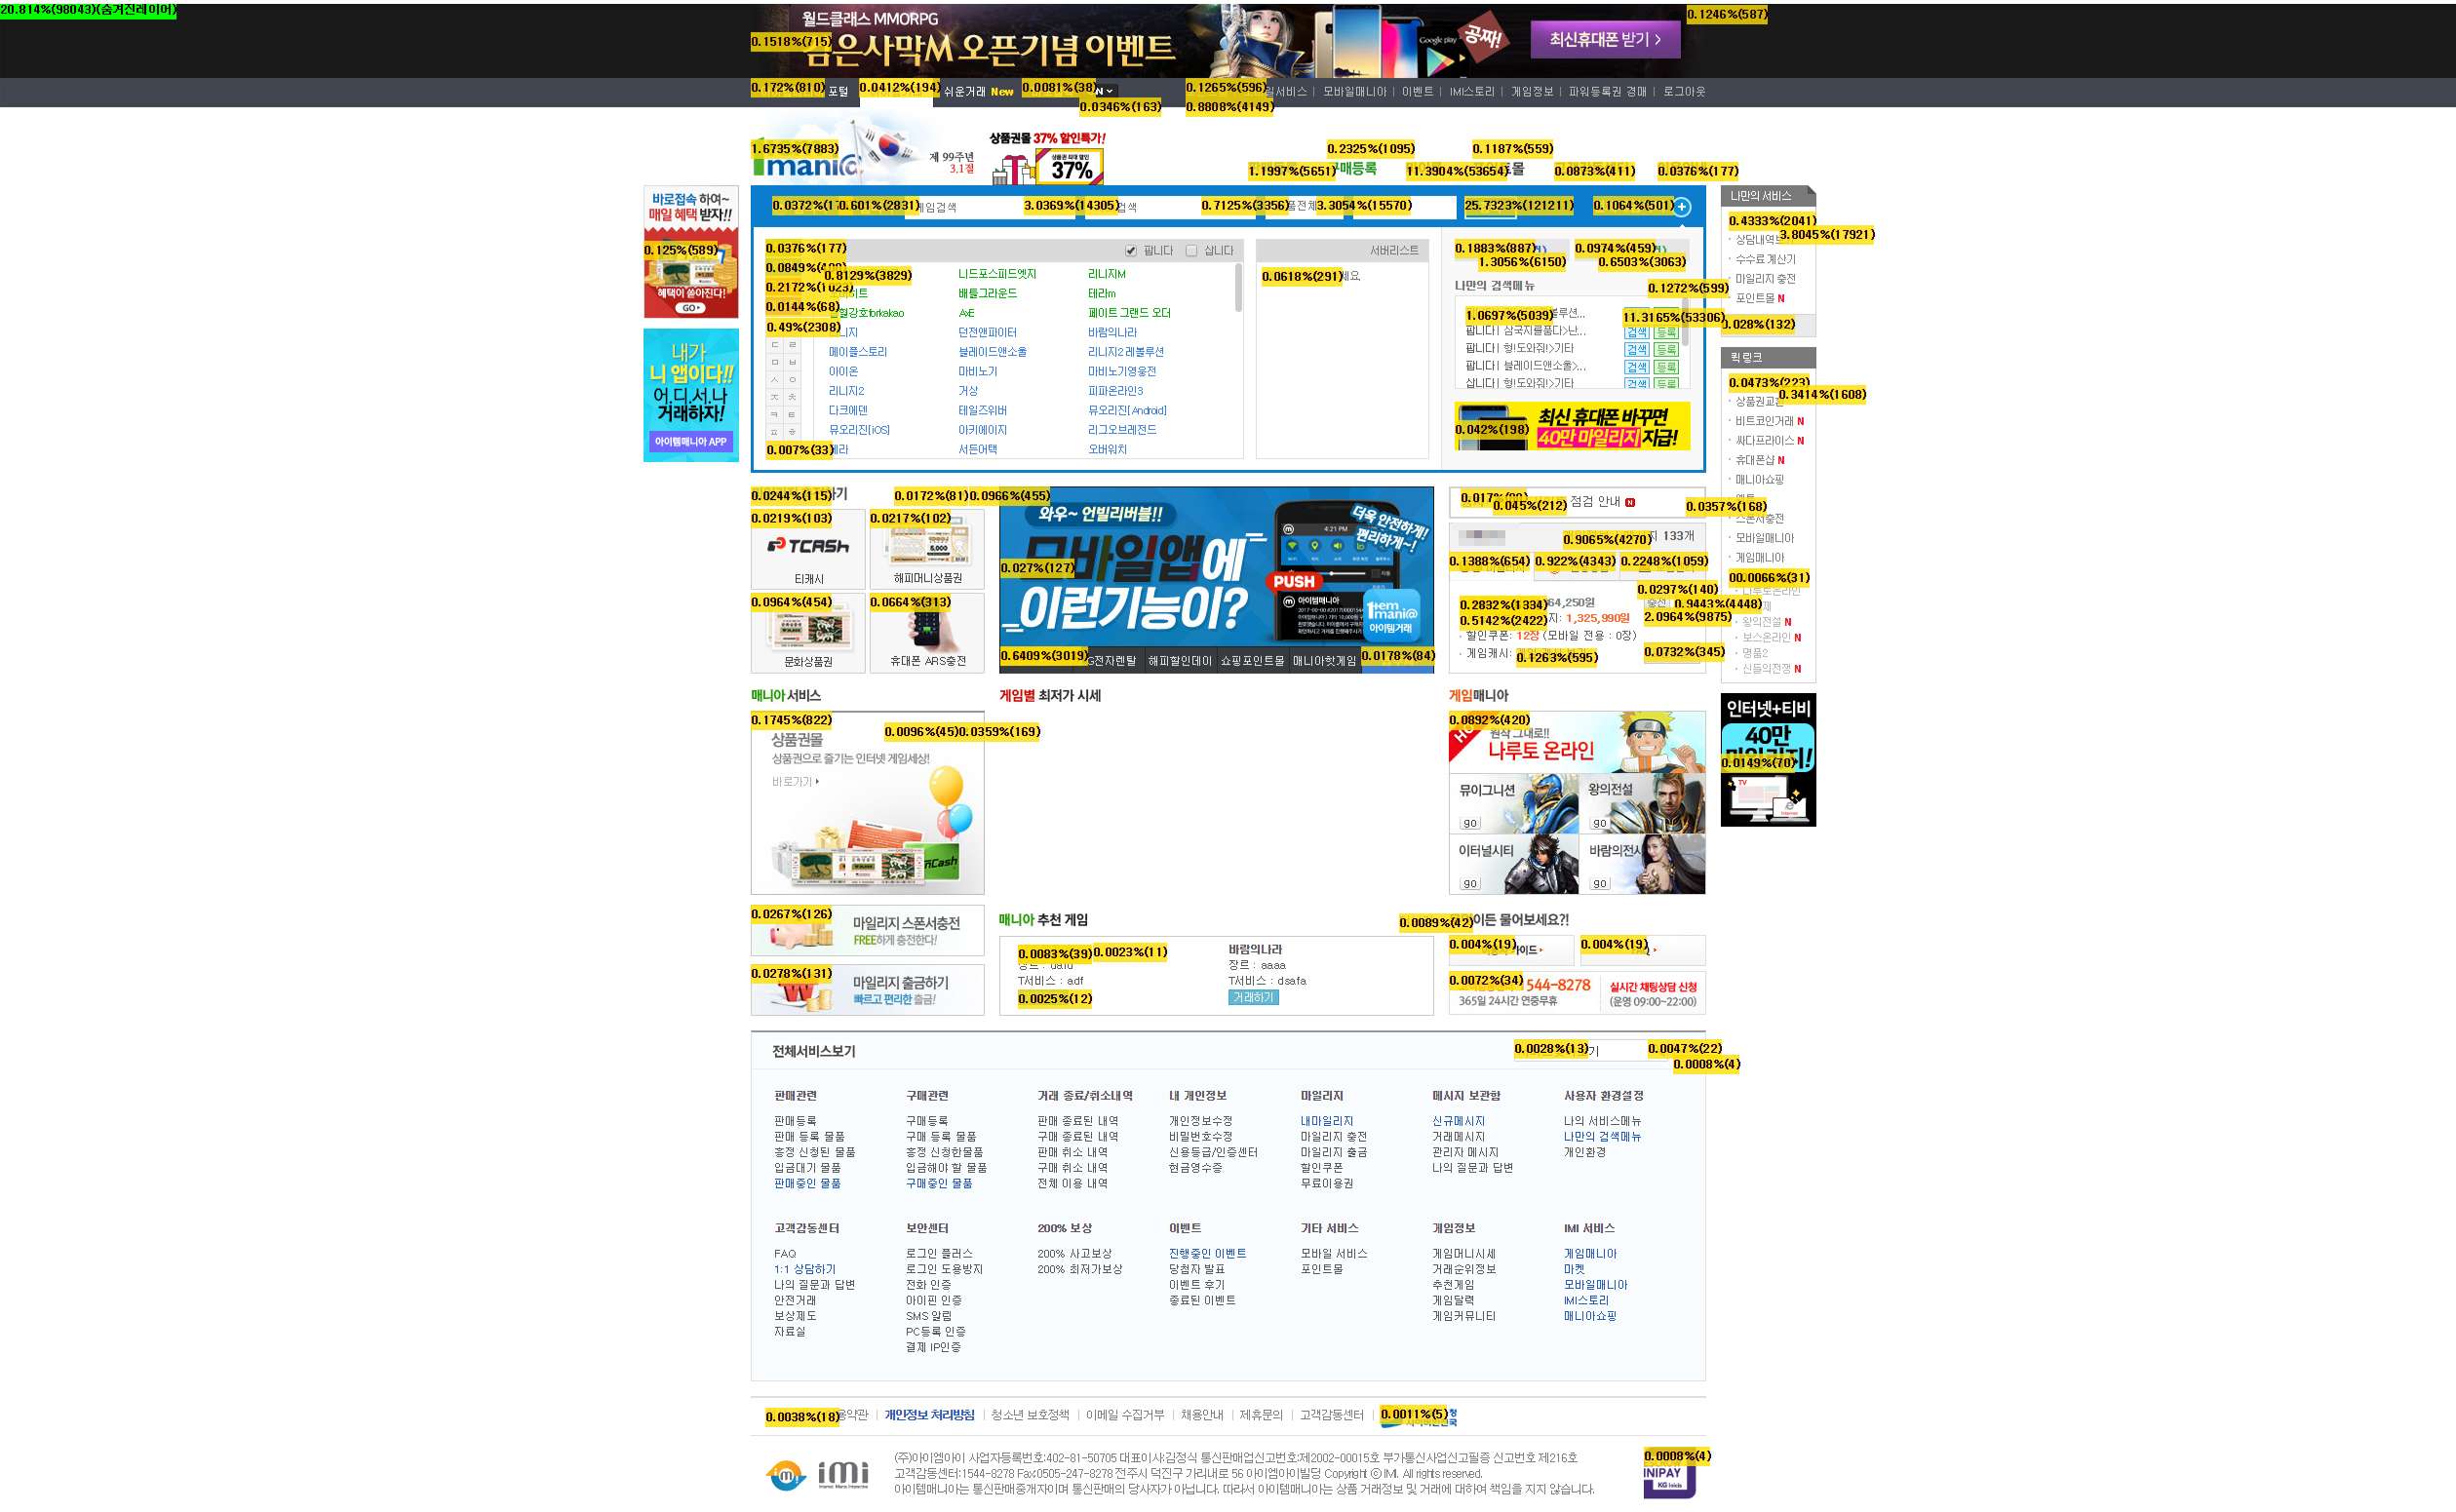 20.814%(98043)(숨겨진레이어)
월드클래스 MMORPG
0.1246%(587)
0.1518%(715)
검은사막M 오픈기념 이벤트
Google play
공짜!
최신휴대폰 받기 >
0.172%(810) 포털 0.0412%(194) 쉬운거래 New 0.0081%(38) 0.1265%(596)
모바일매니아 | 이벤트 | IMI스토리 | 게임정보 | 파워등록권 경매 | 로그아웃
0.0346%(163) 0.8808%(4149)
상품권몰 37% 할인특가!
1.6735%(7883) 0.2325%(1095) 0.1187%(559)
제 99주년
3.1절
37%
1.1997%(5651) 11.3904%(53654) 0.0873%(411) 0.0376%(177)
바로접속 하여~
매일 혜택 받자!!
0.125%(589)
혜택이 쏟아진다!
GO
내가
니 앱이다!!
어.디.서.나
거래하자!
아이템매니아 APP
0.601%(2831) 게임검색 3.0369%(14305) 0.7125%(3356) 3.3054%(15570) 25.7323%(121211) 0.1064%(501)
0.0376%(177) 팝니다 삽니다 서버리스트
0.8129%(3829) 니드포스피드엣지 리니지M
0.2172%(1023) 배틀그라운드 테라m
0.0144%(68) 열혈강호forkakao AxE 페이트 그랜드 오더
0.49%(2308) 던전앤파이터 바람의나라
메이플스토리 블레이드앤소울 리니지2 레볼루션
아이온 마비노기 마비노기영웅전
리니지2 거상 피파온라인3
다크에덴 테일즈위버 뮤오리진[Android]
뮤오리진[iOS] 아키에이지 리그오브레전드
0.007%(33) 서든어택 오버워치
0.0618%(291)
0.1883%(887) 0.0974%(459)
1.3056%(6150) 0.6503%(3063)
나만의 검색메뉴 0.1272%(599)
1.0697%(5039) 11.3165%(53306)
팝니다 | 삼국지를품다>난... 검색 등록
팝니다 | 헝!도와줘!>기타 검색 등록
팝니다 | 블레이드앤소울>... 검색 등록
삽니다 | 헝!도와줘!>기타 검색 등록
최신 휴대폰 바꾸면
0.042%(198) 40만 마일리지 지급!
나만의 서비스
0.4333%(2041)
3.8045%(17921)
수수료 계산기
마일리지 충전
포인트몰 N
0.028%(132)
퀵 링크
0.0473%(223)
0.3414%(1608)
상품권교환
비트코인거래 N
싸다프라이스 N
휴대폰샵 N
매니아쇼핑
0.0357%(168)
스폰서충전
모바일매니아
게임매니아
0.0066%(31)
나루토온라인
왕의전설 N
보스온라인 N
명품2
신들의전쟁 N
0.0244%(115) 0.0172%(81) 0.0966%(455)
0.0219%(103) 0.0217%(102)
TCASH
티캐시 해피머니상품권
0.0964%(454) 0.0664%(313)
문화상품권 휴대폰 ARS충전
와우~ 언빌리버블!!
더욱 안전하게!
편리하게~!
4:21 PM
0.027%(127) 모바일앱에
이런기능이?
PUSH
아이템매니아
아이템거래
0.6409%(3019) 해피할인데이 쇼핑포인트몰 매니아핫게임 0.0178%(84)
0.045%(212) 점검 안내 N
0.9065%(4270) 133개
0.1388%(654) 0.922%(4343) 0.2248%(1059)
0.0297%(140)
0.2832%(1334) 64,250원 0.9443%(4448)
0.5142%(2422) 1,325,990원 2.0964%(9875)
할인쿠폰: 12장 (모바일 전용 : 0장)
게임캐시: 0.1263%(595) 0.0732%(345)
매니아 서비스 게임별 최저가 시세 게임매니아
0.1745%(822) 0.0096%(45) 0.0359%(169)
상품권몰
상품권으로 즐기는 인터넷 게임세상!
바로가기
0.0892%(420)
원작 그대로!!
나루토 온라인
뮤이그니션 go 왕의전설 go
이터널시티 go 바람의전사 go
인터넷+티비
40만
0.0149%(70)
0.0267%(126) 마일리지 스폰서충전
FREE하게 충전한다!
0.0278%(131) 마일리지 출금하기
빠르고 편리한 출금!
매니아 추천 게임 0.0089%(42) 이든 물어보세요?!
0.0083%(39) 0.0023%(11) 바람의나라
장르 : aaaa
T서비스 : adf T서비스 : dsafa
0.0025%(12) 거래하기
0.004%(19) 0.004%(19)
0.0072%(34) 544-8278
365일 24시간 연중무휴
실시간 채팅상담 신청
(운영 09:00~22:00)
전체서비스보기 0.0028%(13) 0.0047%(22)
0.0008%(4)
판매관련 구매관련 거래 종료/취소내역 내 개인정보 마일리지 메시지 보관함 사용자 환경설정
판매등록 구매등록 판매 종료된 내역 개인정보수정 내마일리지 신규메시지 나의 서비스메뉴
판매 등록 물품 구매 등록 물품 구매 종료된 내역 비밀번호수정 마일리지 충전 거래메시지 나만의 검색메뉴
흥정 신청된 물품 흥정 신청한물품 판매 취소 내역 신용등급/인증센터 마일리지 출금 관리자 메시지 개인환경
입금대기 물품 입금해야 할 물품 구매 취소 내역 현금영수증 할인쿠폰 나의 질문과 답변
판매중인 물품 구매중인 물품 전체 이용 내역 무료이용권
고객감동센터 보안센터 200% 보상 이벤트 기타 서비스 게임정보 IMI 서비스
FAQ 로그인 플러스 200% 사고보상 진행중인 이벤트 모바일 서비스 게임머니시세 게임매니아
1:1 상담하기 로그인 도용방지 200% 최저가보상 당첨자 발표 포인트몰 거래순위정보 마켓
나의 질문과 답변 전화 인증 이벤트 후기 추천게임 모바일매니아
안전거래 아이핀 인증 종료된 이벤트 게임달력 IMI스토리
보상제도 SMS 알림 게임커뮤니티 매니아쇼핑
자료실 PC등록 인증
결제 IP인증
0.0038%(18) | 개인정보 처리방침 | 청소년 보호정책 | 이메일 수집거부 | 채용안내 | 제휴문의 | 고객감동센터 | 0.0011%(5)
imi
(주)아이엠아이 사업자등록번호:402-81-50705 대표이사:김정식 통신판매업신고번호:제2002-00015호 부가통신사업신고필증 신고번호 제216호
고객감동센터:1544-8278 Fax:0505-247-8278 전주시 덕진구 가리내로 56 아이엠아이빌딩 Copyright ⓒ IMI. All rights reserved.
아이템매니아는 통신판매중개자이며 통신판매의 당사자가 아닙니다. 따라서 아이템매니아는 상품 거래정보 및 거래에 대하여 책임을 지지 않습니다.
0.0008%(4)
INIPAY
KG Inicis